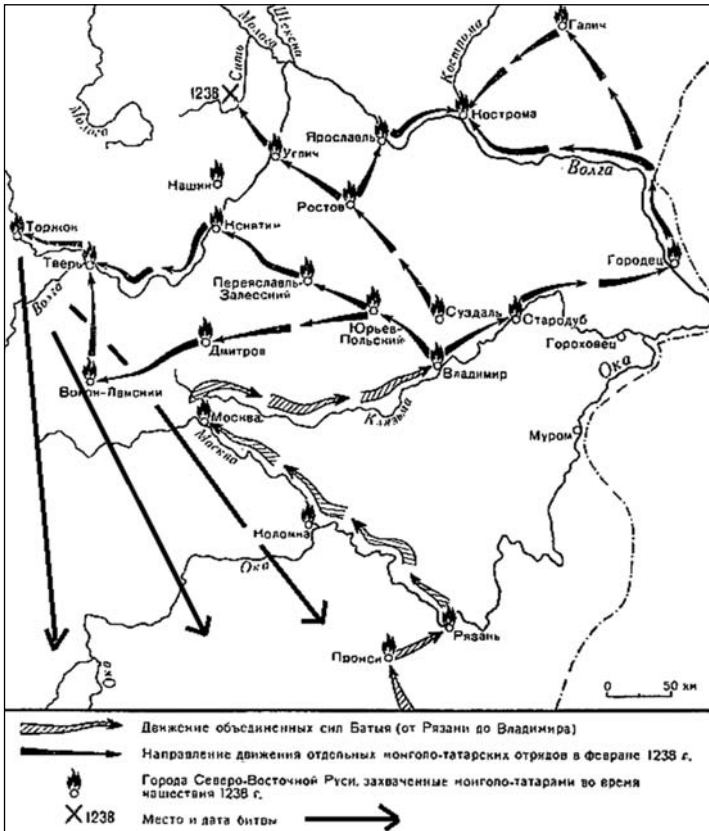 Молога
Шексна
Кострома
Галич
Сить
1238
Молога
Кострома
Ярославль
Углич
Волга
Кашин
Ростов
Торжок
Кснятин
Городец
Тверь
Переяславль-
Залесский
Волга
Суздаль
Стародуб
Юрьев-
Польский
Гороховец
Дмитров
Ока
Владимир
Волок-Ламский
Клязьма
Москва
Муром
Москва
Коломна
Ока
Рязань
Пронск
Ока
0 50 км
Движение объединенных сил Батыя (от Рязани до Владимира)
Направление движения отдельных монголо-татарских отрядов в феврале 1238 г.
Города Северо-Восточной Руси, захваченные монголо-татарами во время
нашествия 1238 г.
1238 Место и дата битвы